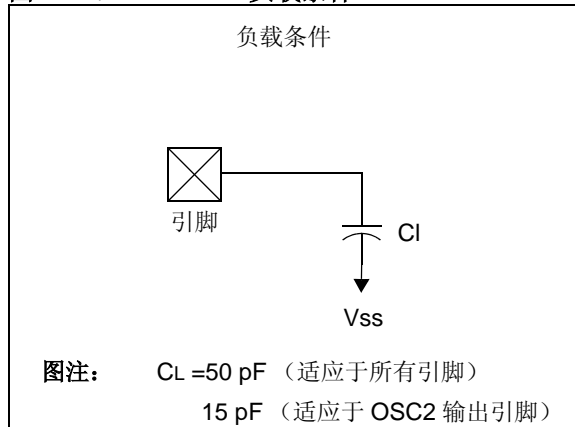 负载条件
引脚
Cl
Vss
图注： CL =50 pF （适应于所有引脚）
15 pF （适应于 OSC2 输出引脚）